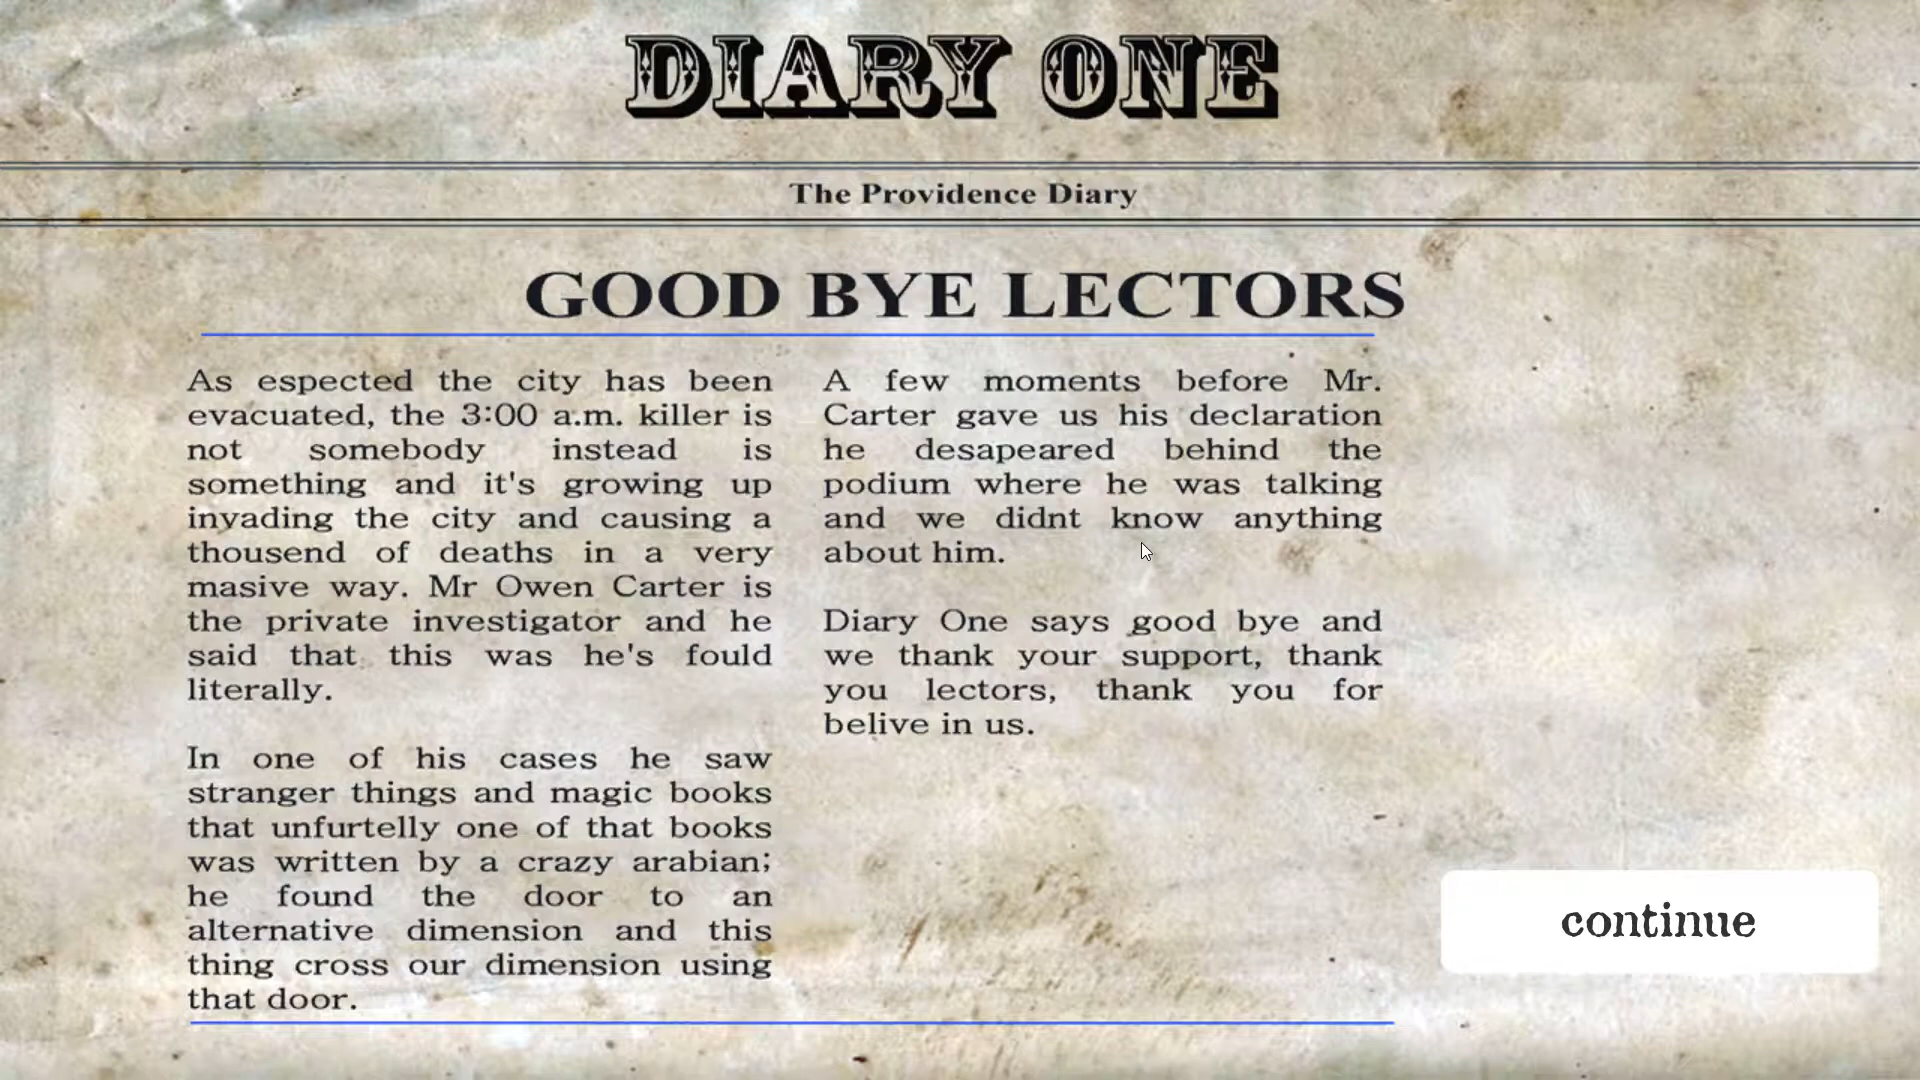 DIARY ONE
The Providence Diary
GOOD BYE LECTORS
As espected the city has been
evacuated, the 3:00 a.m. killer is
not somebody instead is
something and it's growing up
invading the city and causing a
thousend of deaths in a very
masive way. Mr Owen Carter is
the private investigator and he
said that this was he's fould
literally.
In one of his cases he saw
stranger things and magic books
that unfurtelly one of that books
was written by a crazy arabian;
he found the door to an
alternative dimension and this
thing cross our dimension using
that door.
A few moments before Mr.
Carter gave us his declaration
he desapeared behind the
podium where he was talking
and we didnt know anything
about him.
Diary One says good bye and
we thank your support, thank
you lectors, thank you for
belive in us.
continue